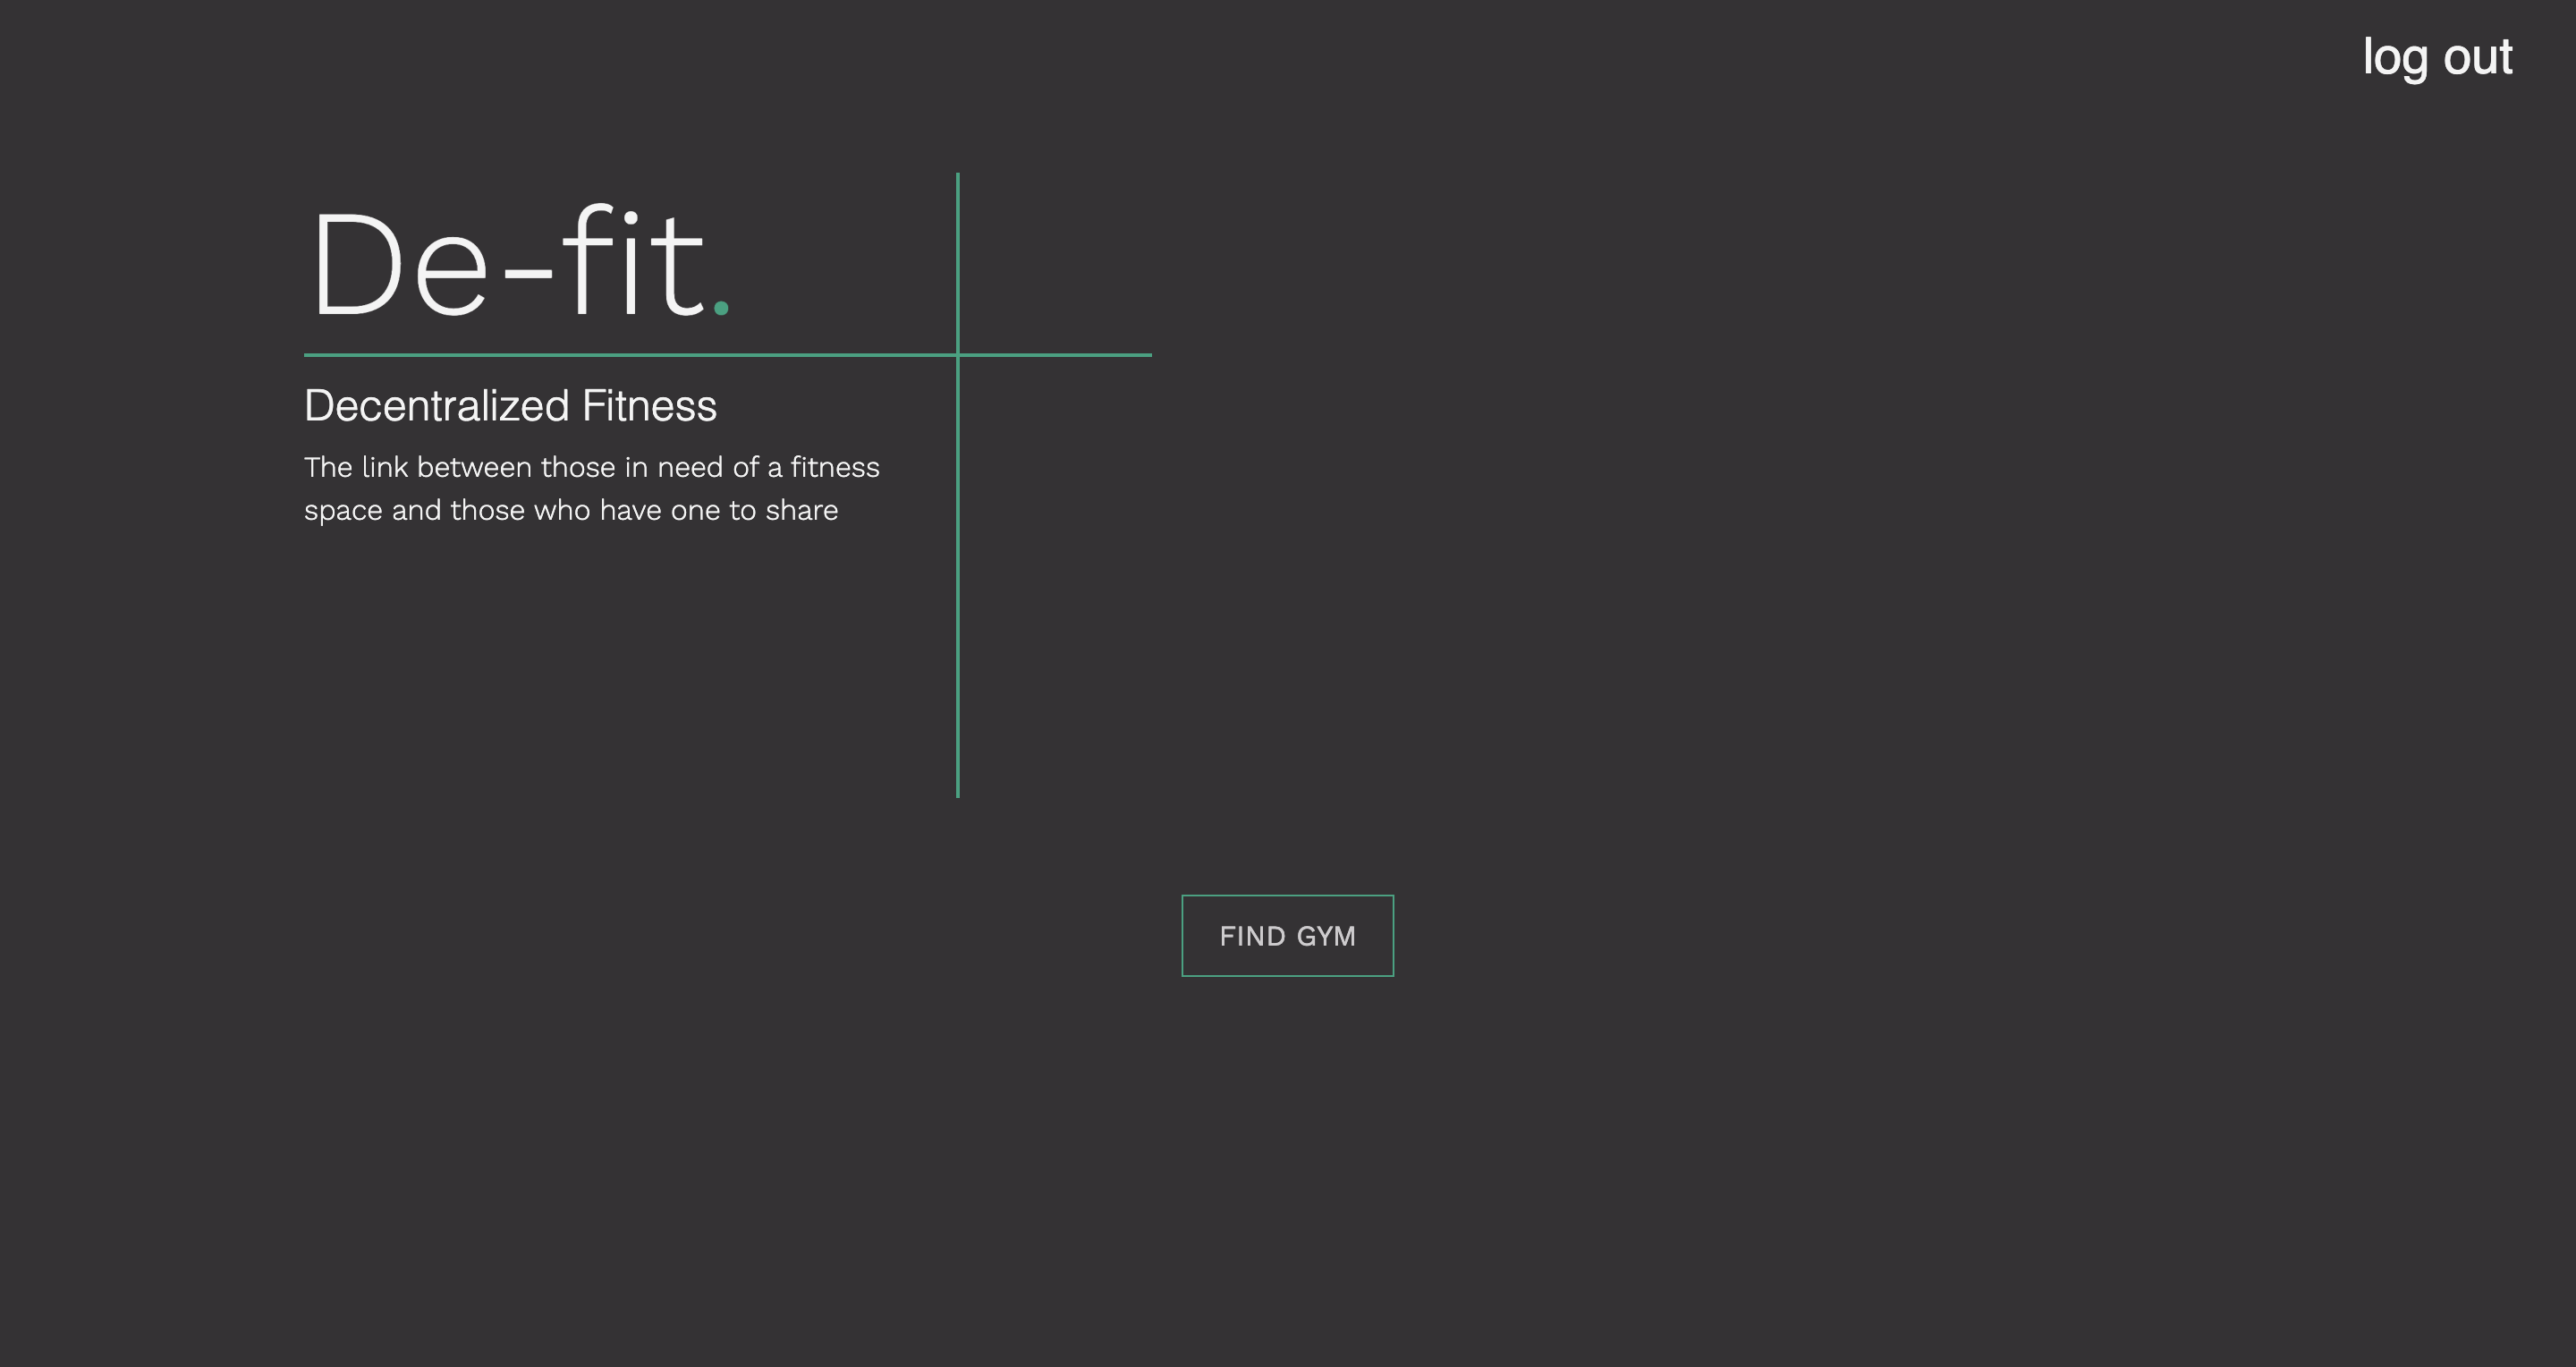 log out
De-fit.
Decentralized Fitness
The link between those in need of a fitness
space and those who have one to share
FIND GYM